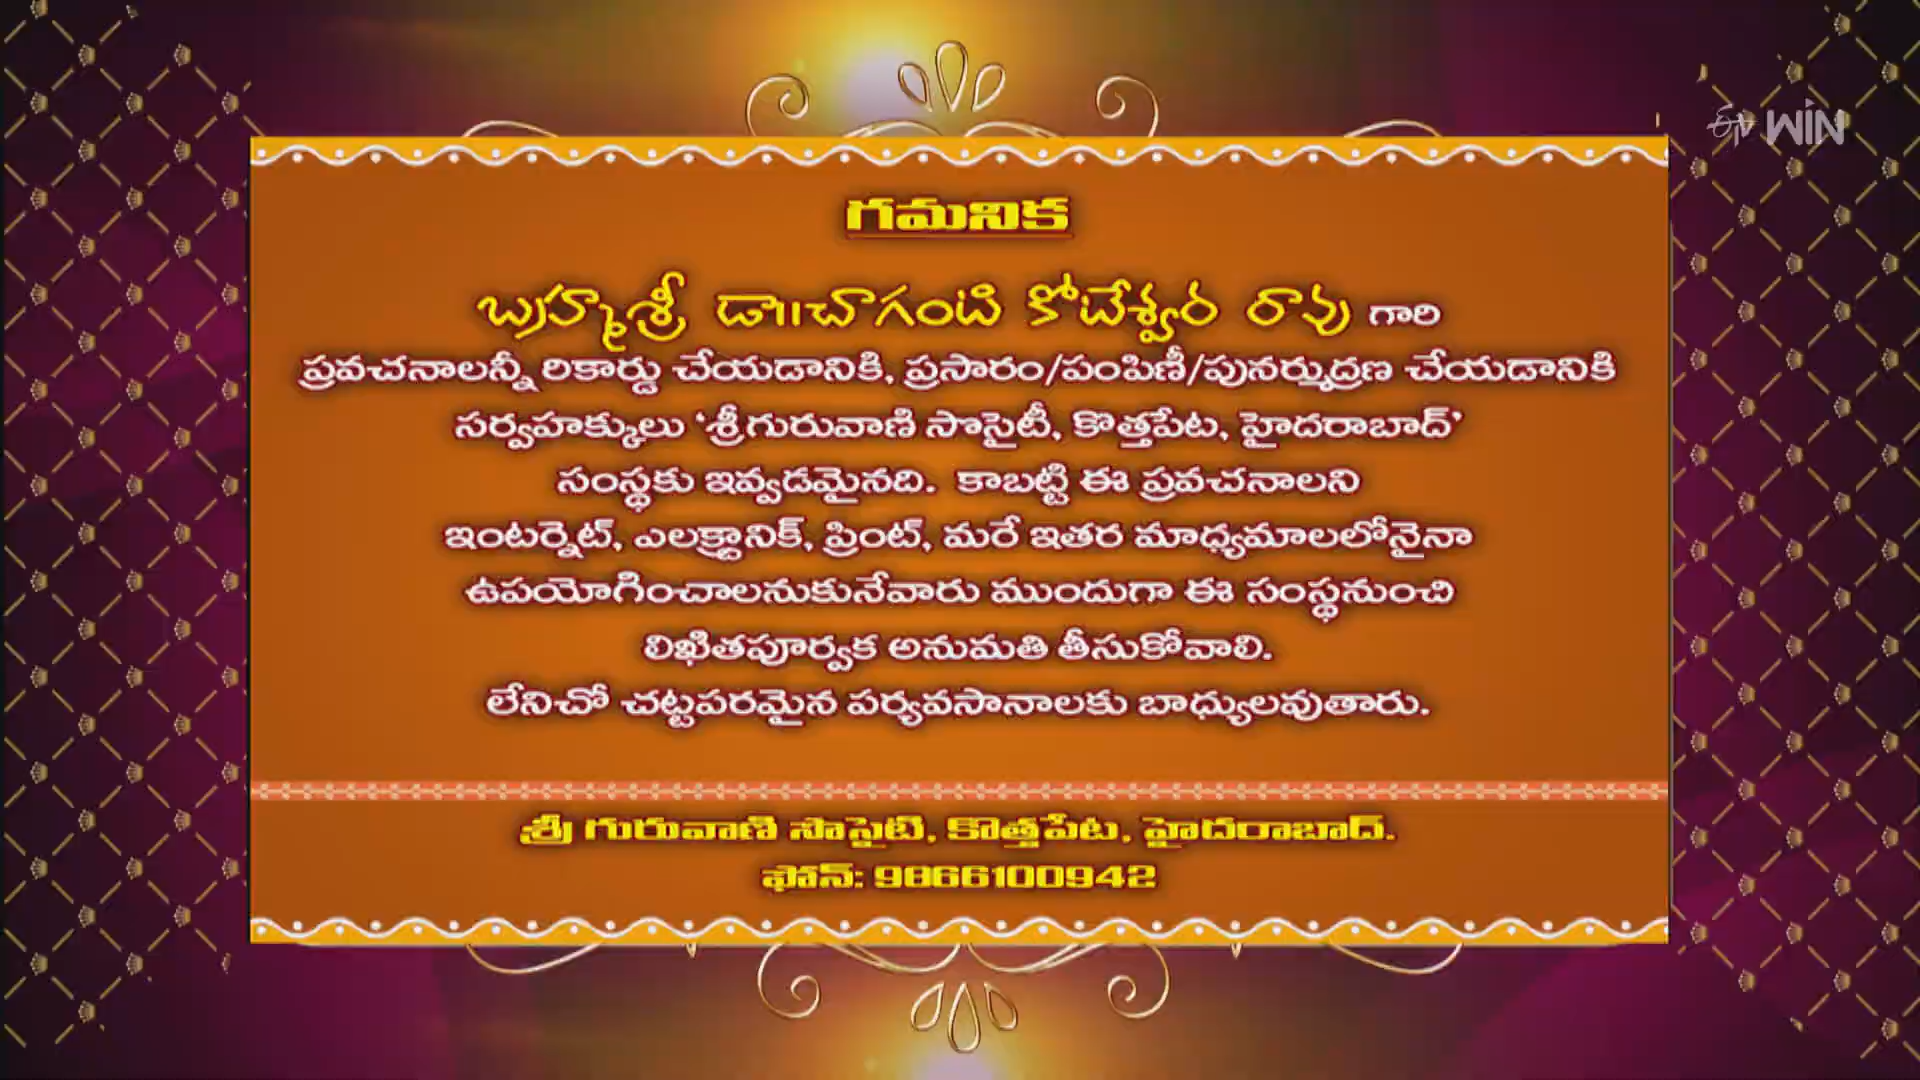 ఈటీవీ WIN
గమనిక
బ్రహ్మశ్రీ డా॥చాగంటి కోటేశ్వర రావు గారి
ప్రవచనాలన్నీ రికార్డు చేయడానికి, ప్రసారం/పంపిణీ/పునర్ముద్రణ చేయడానికి
సర్వహక్కులు ‘శ్రీగురువాణి సొసైటీ, కొత్తపేట, హైదరాబాద్’
సంస్థకు ఇవ్వడమైనది. కాబట్టి ఈ ప్రవచనాలని
ఇంటర్నెట్, ఎలక్ట్రానిక్, ప్రింట్, మరే ఇతర మాధ్యమాలలోనైనా
ఉపయోగించాలనుకునేవారు ముందుగా ఈ సంస్థనుంచి
లిఖితపూర్వక అనుమతి తీసుకోవాలి.
లేనిచో చట్టపరమైన పర్యవసానాలకు బాధ్యులవుతారు.
శ్రీ గురువాణి సొసైటి, కొత్తపేట, హైదరాబాద్.
ఫోన్: 9866100942